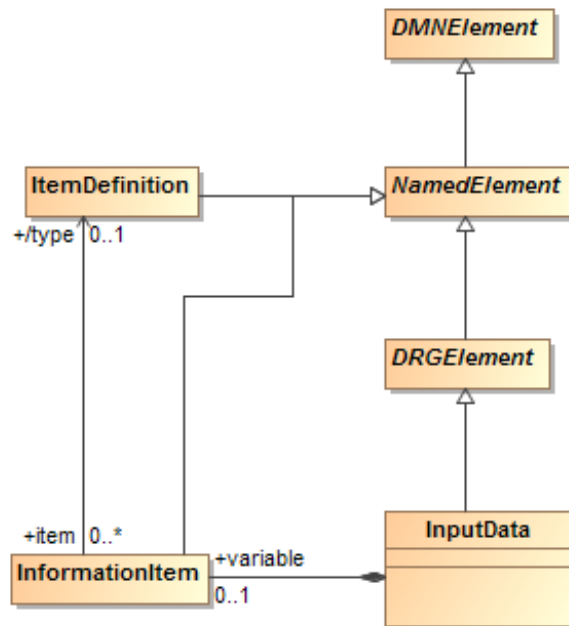 DMNElement
ItemDefinition
NamedElement
+/type 0..1
DRGElement
+item 0..*
InformationItem
+variable
0..1
InputData